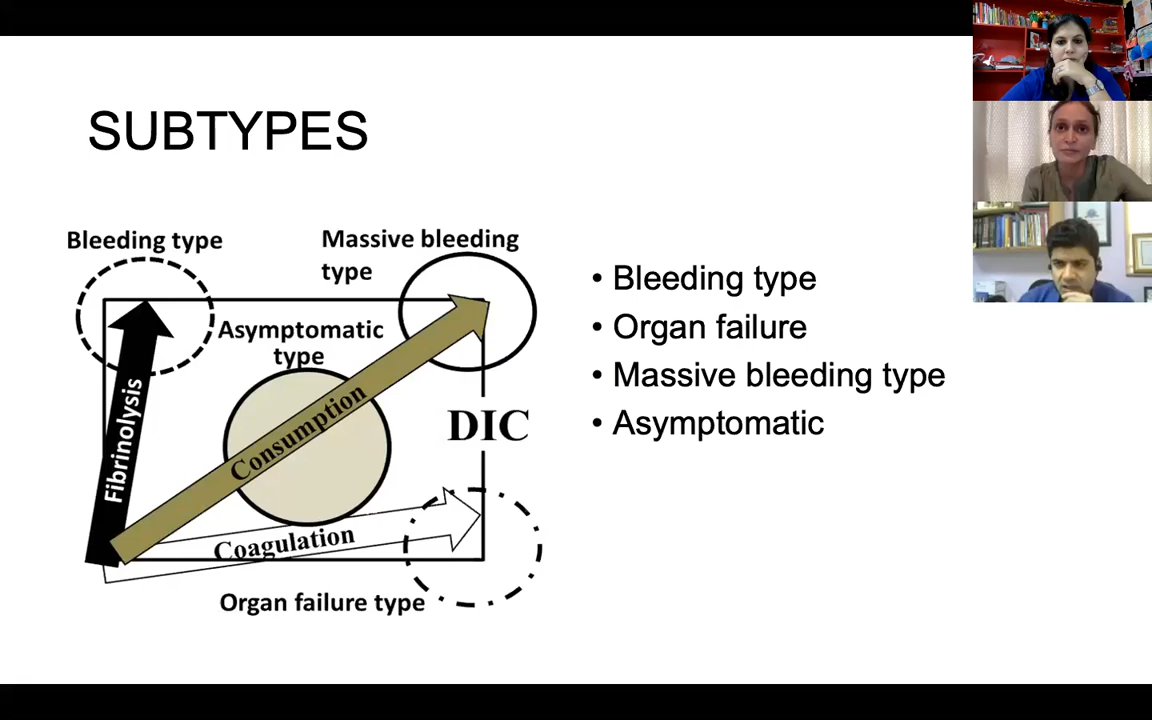 SUBTYPES
Bleeding type
Massive bleeding
type
Asymptomatic
type
Fibrinolysis
Consumption
DIC
Coagulation
Organ failure type
• Bleeding type
• Organ failure
• Massive bleeding type
• Asymptomatic